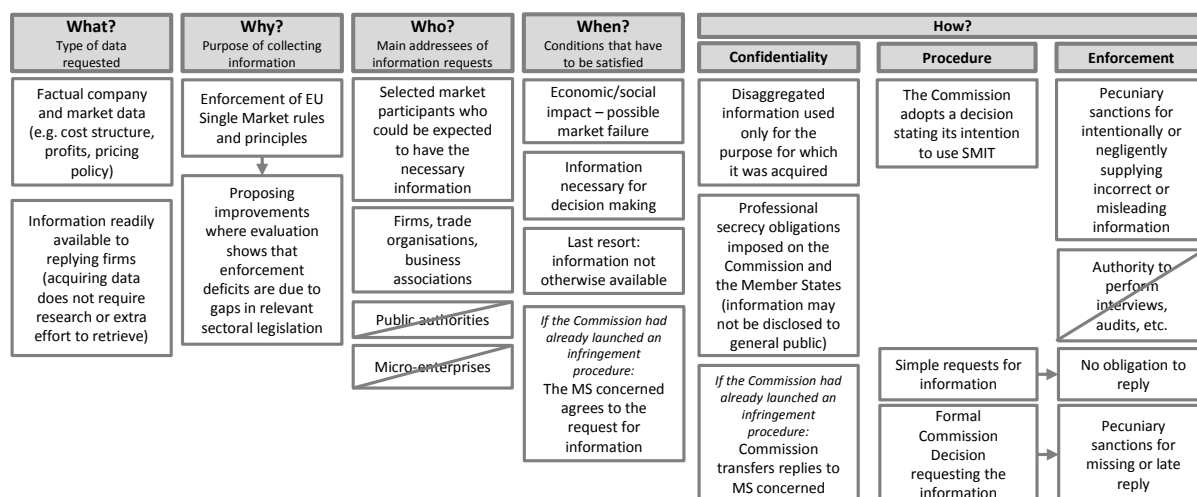 What?
Type of data
requested
Factual company
and market data
(e.g. cost structure,
profits, pricing
policy)
Information readily
available to
replying firms
(acquiring data
does not require
research or extra
effort to retrieve)
Why?
Purpose of collecting
information
Enforcement of EU
Single Market rules
and principles
Proposing
improvements
where evaluation
shows that
enforcement
deficits are due to
gaps in relevant
sectoral legislation
Who?
Main addressees of
information requests
Selected market
participants who
could be expected
to have the
necessary
information
Firms, trade
organisations,
business
associations
Public authorities
Micro-enterprises
When?
Conditions that have
to be satisfied
Economic/social
impact – possible
market failure
Information
necessary for
decision making
Last resort:
information not
otherwise available
If the Commission had
already launched an
infringement
procedure:
The MS concerned
agrees to the
request for
information
How?
Confidentiality
Disaggregated
information used
only for the
purpose for which
it was acquired
Professional
secrecy obligations
imposed on the
Commission and
the Member States
(information may
not be disclosed to
general public)
If the Commission had
already launched an
infringement
procedure:
Commission
transfers replies to
MS concerned
Procedure
The Commission
adopts a decision
stating its intention
to use SMIT
Simple requests for
information
Formal
Commission
Decision
requesting the
information
Enforcement
Pecuniary
sanctions for
intentionally or
negligently
supplying
incorrect or
misleading
information
Authority to
perform
interviews,
audits, etc.
No obligation to
reply
Pecuniary
sanctions for
missing or late
reply